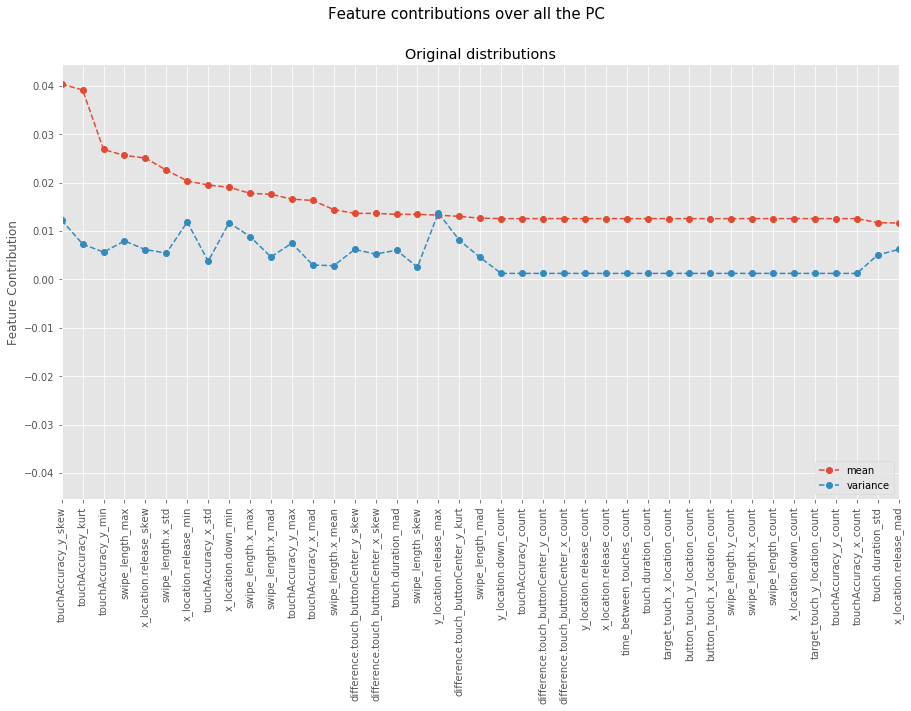 Feature contributions over all the PC
Original distributions
Feature Contribution
0.04
0.03
0.02
0.01
0.00
−0.01
−0.02
−0.03
−0.04
mean
variance
touchAccuracy_y_skew
touchAccuracy_kurt
touchAccuracy_y_min
swipe_length_max
x_location.release_skew
swipe_length.x_std
x_location.release_min
touchAccuracy_x_std
x_location.down_min
swipe_length.x_max
swipe_length.x_mad
touchAccuracy_y_max
touchAccuracy_x_mad
swipe_length.x_mean
difference.touch_buttonCenter_y_skew
difference.touch_buttonCenter_x_skew
touch.duration_mad
swipe_length_skew
y_location.release_max
difference.touch_buttonCenter_y_kurt
swipe_length_mad
y_location.down_count
touchAccuracy_count
difference.touch_buttonCenter_y_count
difference.touch_buttonCenter_x_count
y_location.release_count
x_location.release_count
time_between_touches_count
touch.duration_count
target_touch_x_location_count
button_touch_y_location_count
button_touch_x_location_count
swipe_length.y_count
swipe_length.x_count
swipe_length_count
x_location.down_count
target_touch_y_location_count
touchAccuracy_y_count
touchAccuracy_x_count
touch.duration_std
x_location.release_mad